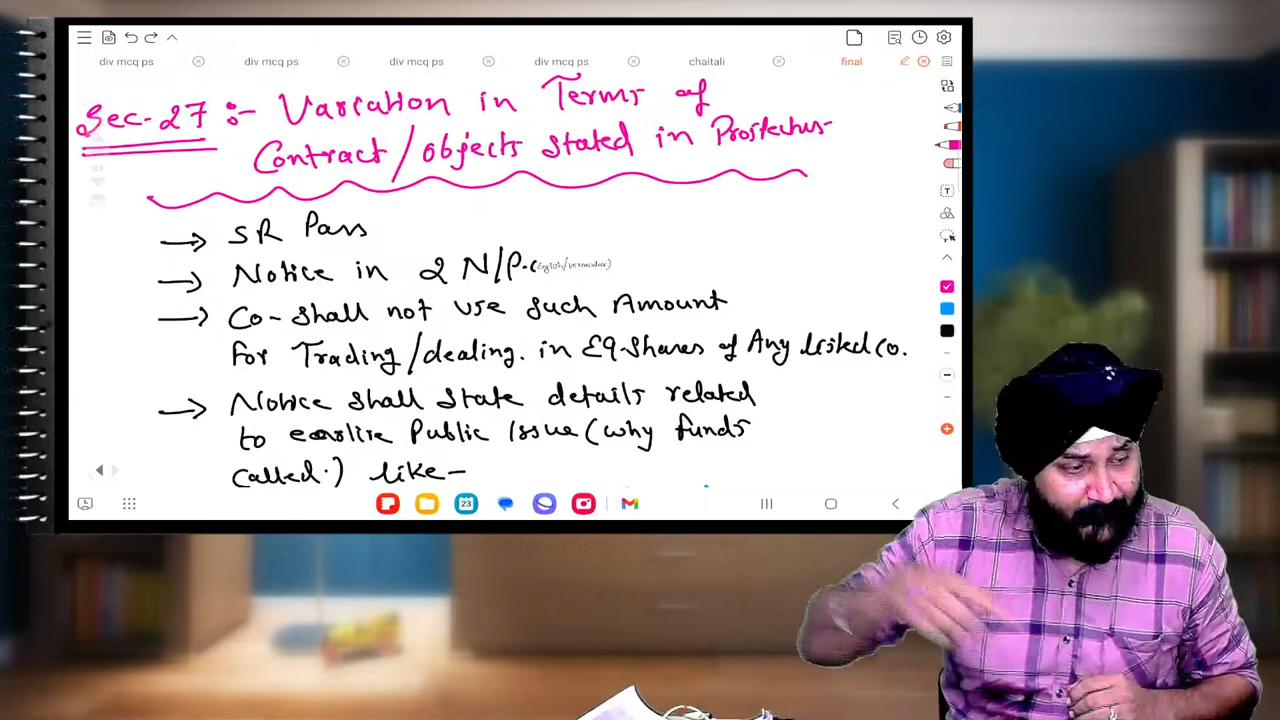 div mcq ps
div mcq ps
div mcq ps
div mcq ps
chaitali
final
Sec-27 :- Variation in Terms of
Contract/objects stated in Prospectus
→ SR Pass
→ Notice in 2 N/P.(English/vernacular)
→ Co-shall not use such Amount
for Trading/dealing. in EQ-Shares of Any listed Co.
→ Notice shall state details related
to earlier Public Issue (why funds
called.) like-
T
23